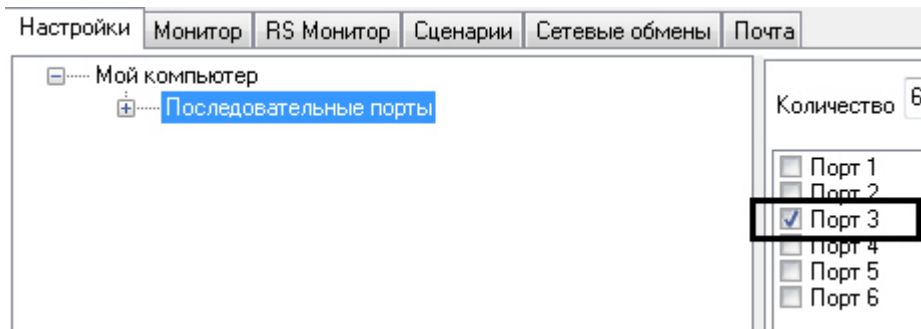 Настройки Монитор RS Монитор Сценарии Сетевые обмены Почта
Мой компьютер
Последовательные порты
Количество 6
Порт 1
Порт 2
Порт 3
Порт 4
Порт 5
Порт 6